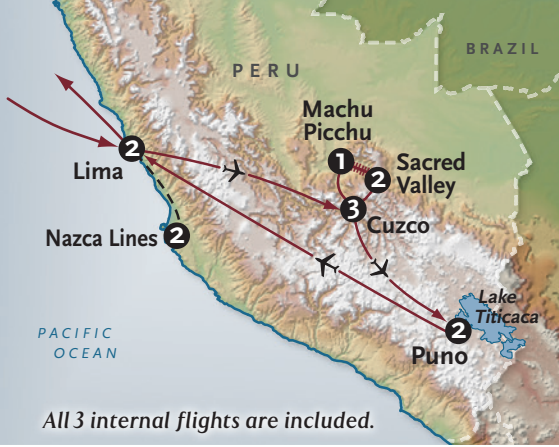 BRAZIL
PERU
Machu
Picchu
1
Sacred
Valley
2
2
Lima
3
Cuzco
Nazca Lines
2
Lake
Titicaca
2
Puno
PACIFIC
OCEAN
All 3 internal flights are included.